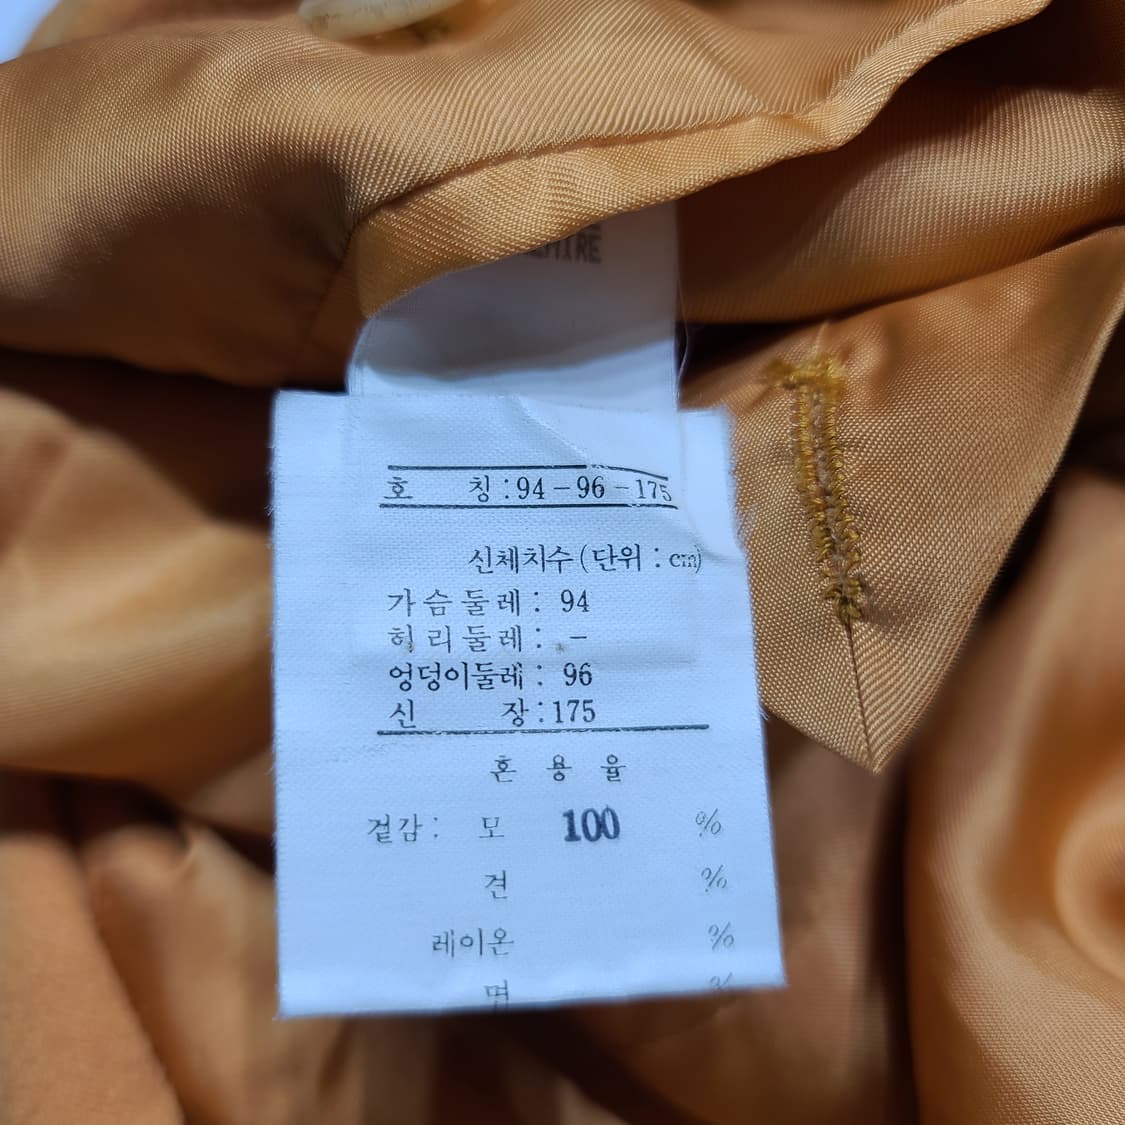 호 칭 : 94 - 96 - 175
신체치수 (단위 : cm)
가슴둘레 : 94
허리둘레 : -
엉덩이둘레 : 96
신 장 : 175
혼 용 율
겉감 : 모 100 %
견 %
레이온 %
면 %